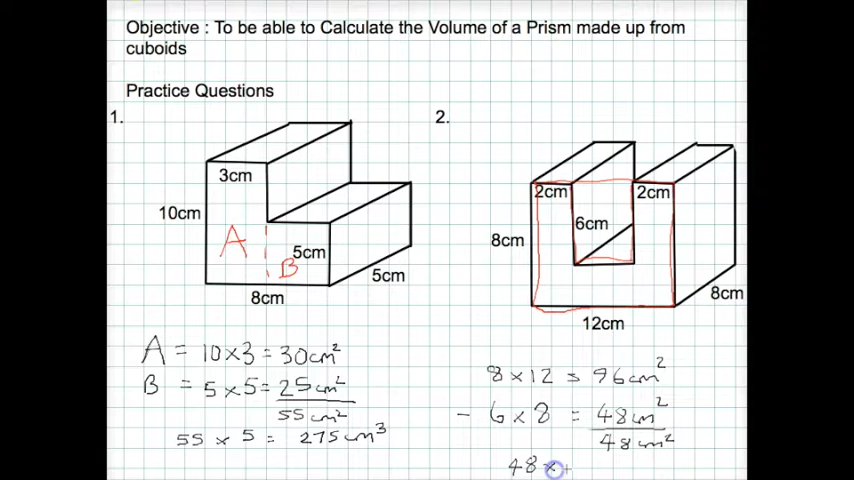 Objective : To be able to Calculate the Volume of a Prism made up from
cuboids
Practice Questions
1.
3cm
10cm
A
B
5cm
5cm
8cm
2.
2cm
2cm
6cm
8cm
8cm
12cm
A = 10 x 3 = 30cm²
B = 5 x 5 = 25cm²
55cm²
55 x 5 = 275cm³
8 x 12 = 96cm²
- 6 x 8 = 48cm²
48cm²
48 x